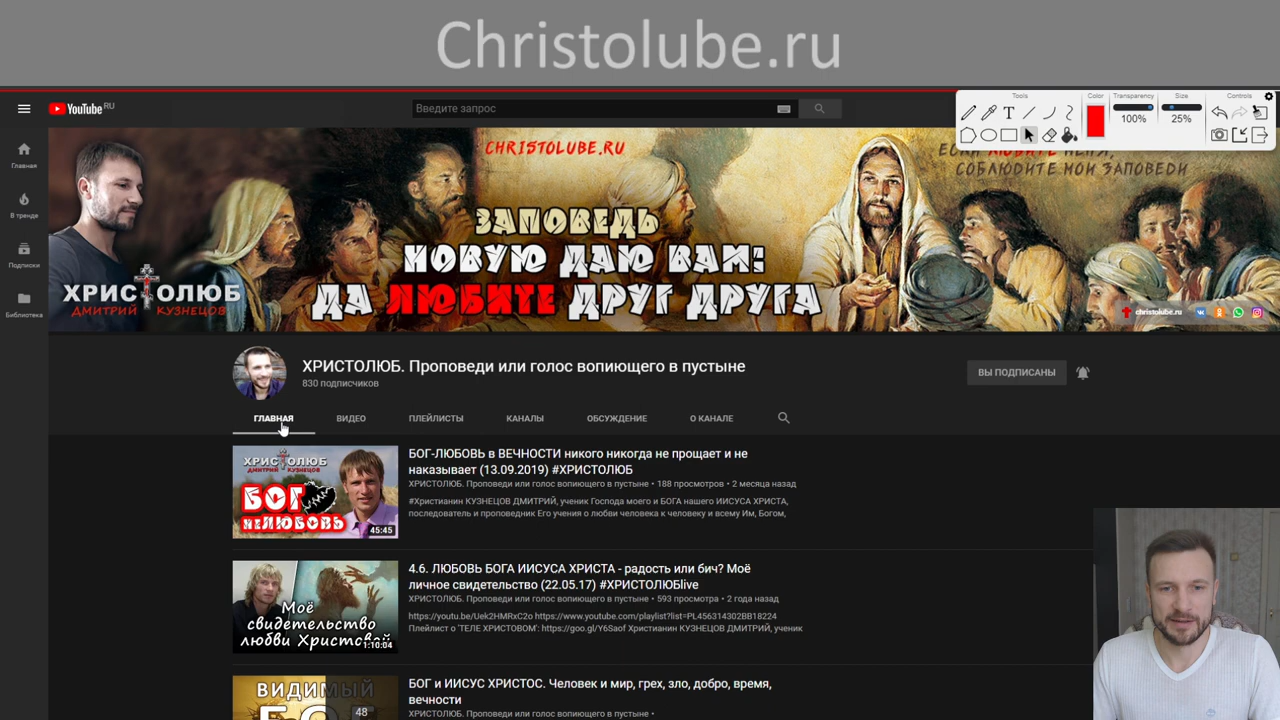 Christolube.ru
YouTube RU
Введите запрос
Tools
Color
Transparency
Size
Controls
100%
25%
Главная
В тренде
Подписки
Библиотека
CHRISTOLUBE.RU
ЕСЛИ ЛЮБИТЕ МЕНЯ,
СОБЛЮДИТЕ МОИ ЗАПОВЕДИ
ЗАПОВЕДЬ
НОВУЮ ДАЮ ВАМ:
ДА ЛЮБИТЕ ДРУГ ДРУГА
ХРИСТОЛЮБ
ДМИТРИЙ КУЗНЕЦОВ
christolube.ru
ХРИСТОЛЮБ. Проповеди или голос вопиющего в пустыне
830 подписчиков
ВЫ ПОДПИСАНЫ
ГЛАВНАЯ
ВИДЕО
ПЛЕЙЛИСТЫ
КАНАЛЫ
ОБСУЖДЕНИЕ
О КАНАЛЕ
ХРИСТОЛЮБ
ДМИТРИЙ КУЗНЕЦОВ
БОГ
НЕЛЮБОВЬ
45:45
БОГ-ЛЮБОВЬ в ВЕЧНОСТИ никого никогда не прощает и не
наказывает (13.09.2019) #ХРИСТОЛЮБ
ХРИСТОЛЮБ. Проповеди или голос вопиющего в пустыне • 188 просмотров • 2 месяца назад
#Христианин КУЗНЕЦОВ ДМИТРИЙ, ученик Господа моего и БОГА нашего ИИСУСА ХРИСТА,
последователь и проповедник Его учения о любви человека к человеку и всему Им, Богом,
Моё
свидетельство
любви Христовой
1:10:04
4.6. ЛЮБОВЬ БОГА ИИСУСА ХРИСТА - радость или бич? Моё
личное свидетельство (22.05.17) #ХРИСТОЛЮБlive
ХРИСТОЛЮБ. Проповеди или голос вопиющего в пустыне • 593 просмотра • 2 года назад
https://youtu.be/Uek2HMRxC2o https://www.youtube.com/playlist?list=PL456314302BB18224
Плейлист о 'ТЕЛЕ ХРИСТОВОМ': https://goo.gl/Y6Saof Христианин КУЗНЕЦОВ ДМИТРИЙ, ученик
ВИДИМЫЙ
48
БОГ и ИИСУС ХРИСТОС. Человек и мир, грех, зло, добро, время,
вечности
ХРИСТОЛЮБ. Проповеди или голос вопиющего в пустыне •